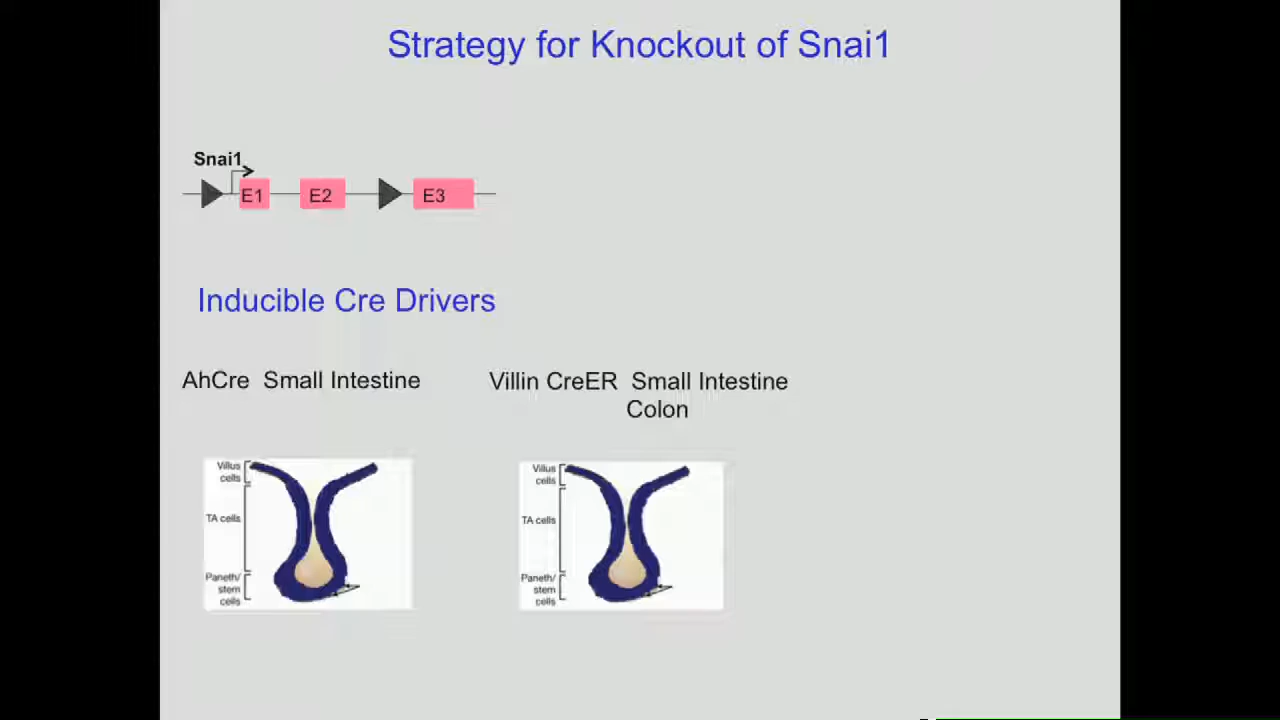 Strategy for Knockout of Snai1
Snai1
E1 E2 E3
Inducible Cre Drivers
AhCre Small Intestine
Villin CreER Small Intestine
Colon
Villus
cells
TA cells
Paneth/
stem
cells
Villus
cells
TA cells
Paneth/
stem
cells